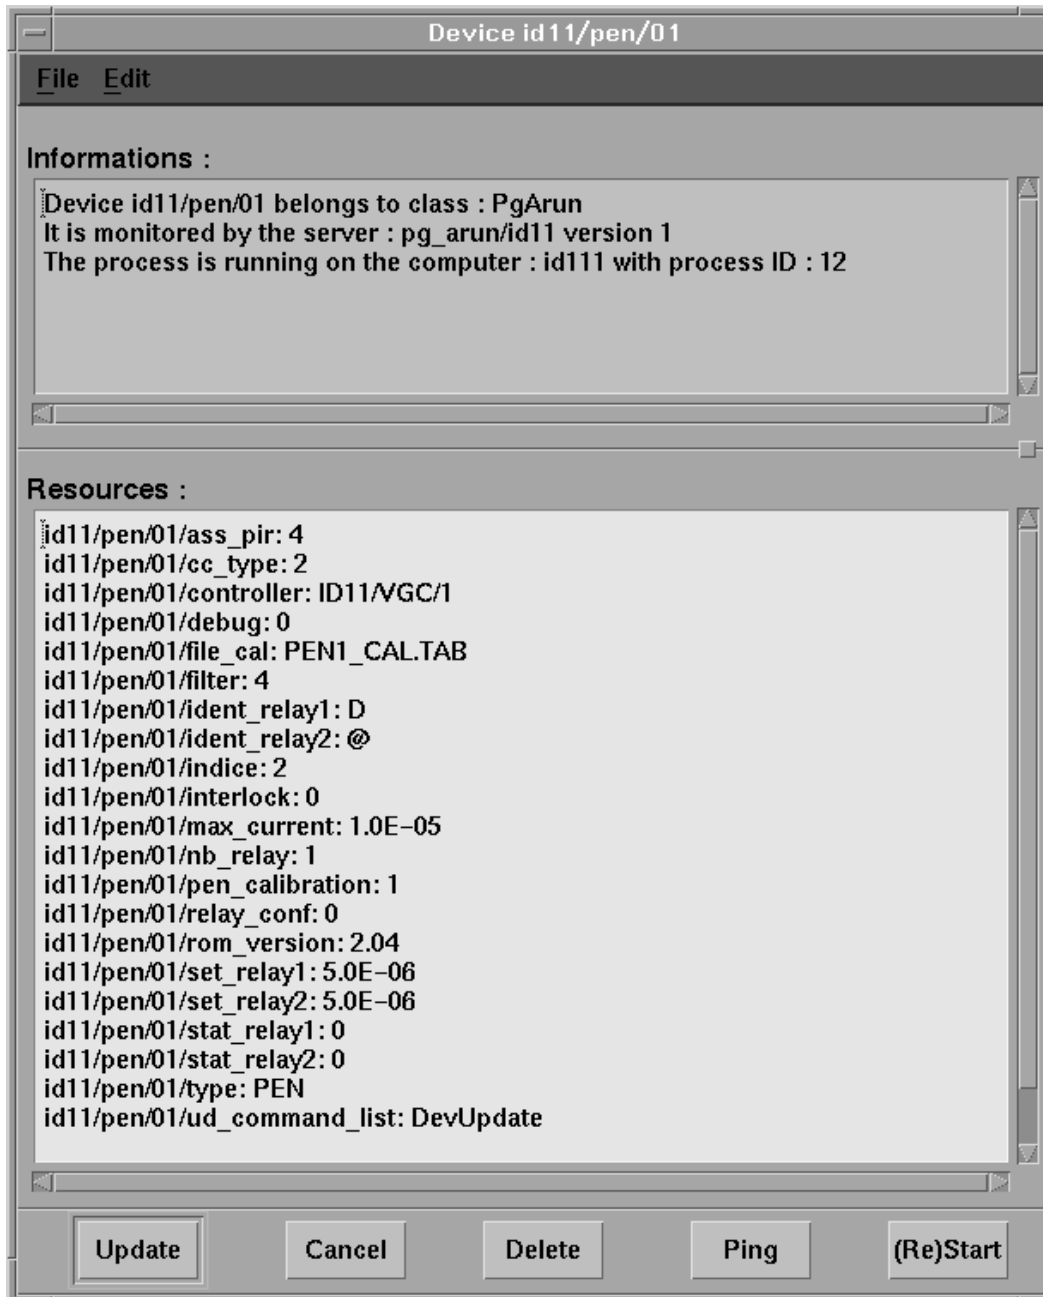 Device id11/pen/01
File Edit
Informations :
Device id11/pen/01 belongs to class : PgArun
It is monitored by the server : pg_arun/id11 version 1
The process is running on the computer : id111 with process ID : 12
Resources :
id11/pen/01/ass_pir: 4
id11/pen/01/cc_type: 2
id11/pen/01/controller: ID11/VGC/1
id11/pen/01/debug: 0
id11/pen/01/file_cal: PEN1_CAL.TAB
id11/pen/01/filter: 4
id11/pen/01/ident_relay1: D
id11/pen/01/ident_relay2: @
id11/pen/01/indice: 2
id11/pen/01/interlock: 0
id11/pen/01/max_current: 1.0E-05
id11/pen/01/nb_relay: 1
id11/pen/01/pen_calibration: 1
id11/pen/01/relay_conf: 0
id11/pen/01/rom_version: 2.04
id11/pen/01/set_relay1: 5.0E-06
id11/pen/01/set_relay2: 5.0E-06
id11/pen/01/stat_relay1: 0
id11/pen/01/stat_relay2: 0
id11/pen/01/type: PEN
id11/pen/01/ud_command_list: DevUpdate
Update Cancel Delete Ping (Re)Start